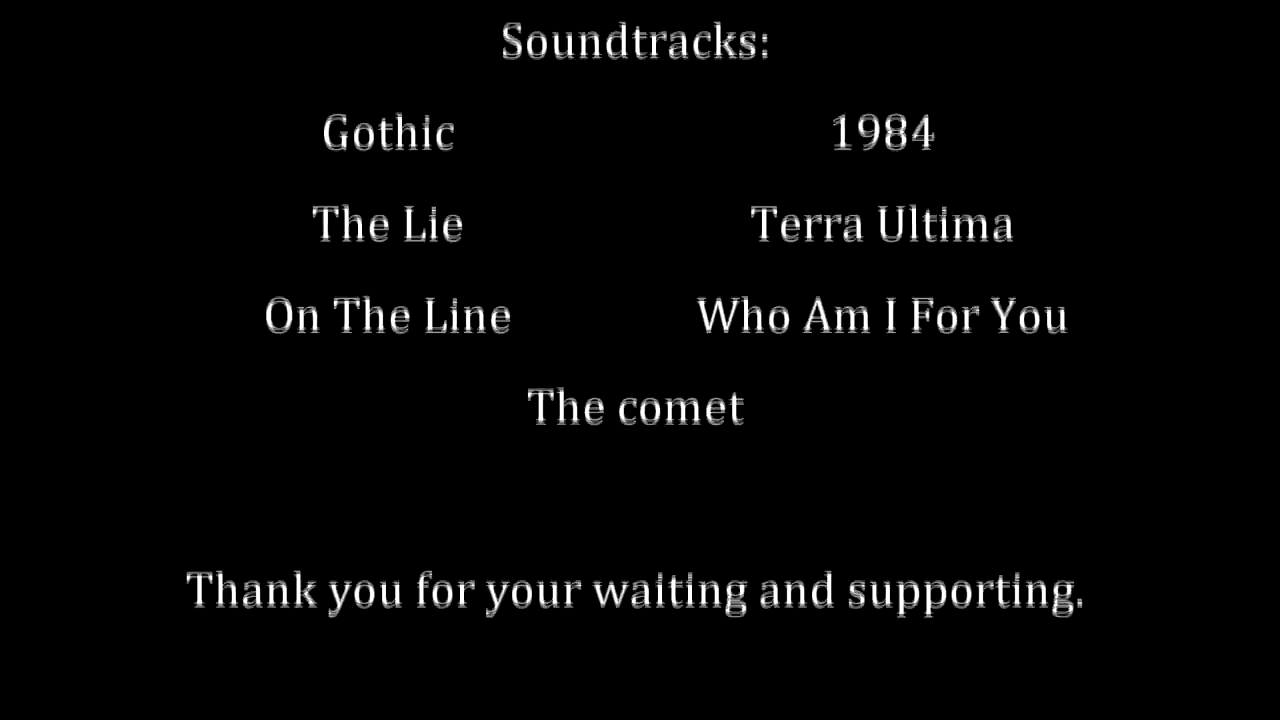 Soundtracks:
Gothic 1984
The Lie Terra Ultima
On The Line Who Am I For You
The comet
Thank you for your waiting and supporting.